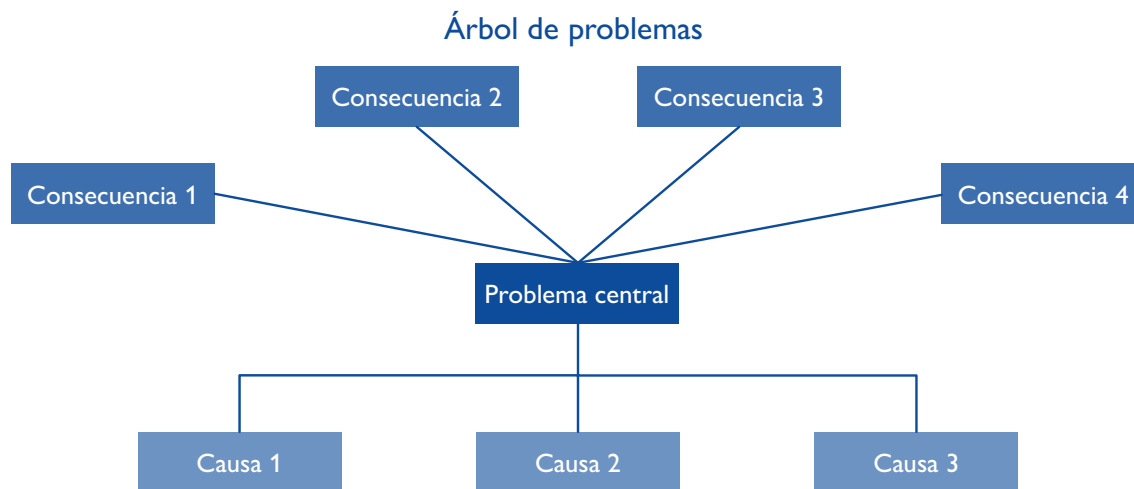 Árbol de problemas
Consecuencia 2
Consecuencia 3
Consecuencia 1
Consecuencia 4
Problema central
Causa 1
Causa 2
Causa 3